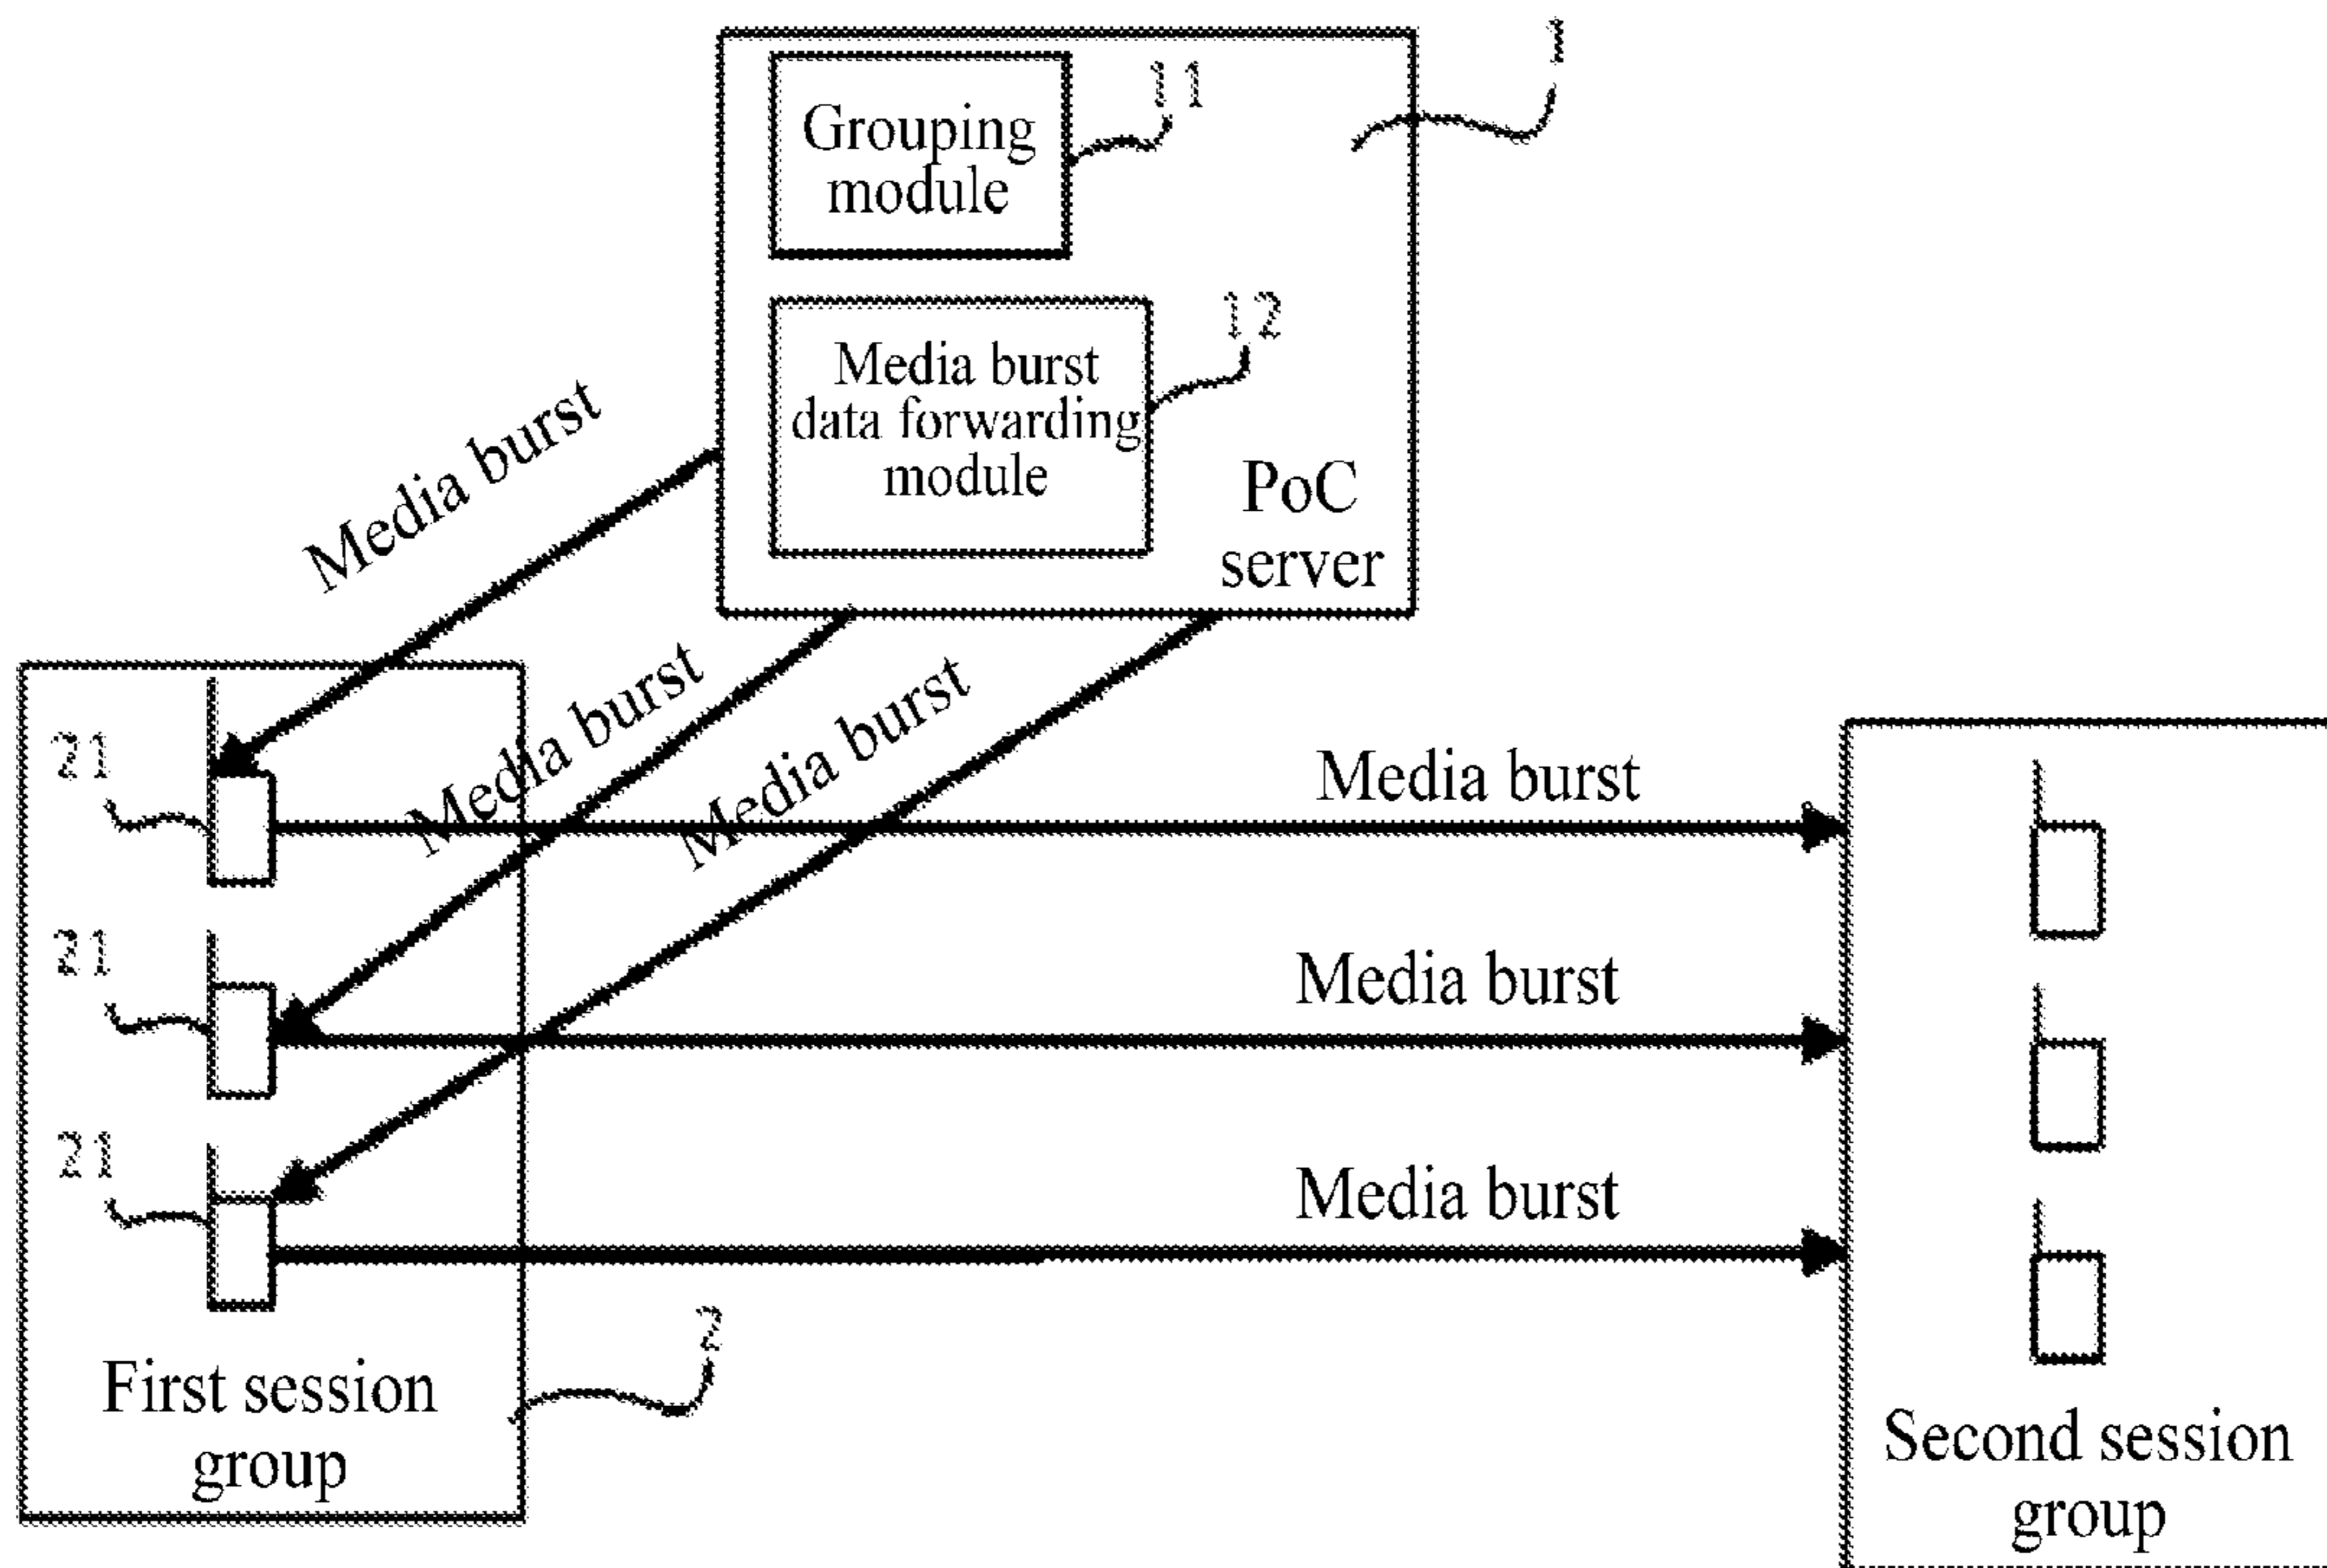 1
11
Grouping
module
12
Media burst
data forwarding
module
PoC
server
Media burst
Media burst
Media burst
21
21
21
Media burst
Media burst
Media burst
2
First session
group
Second session
group